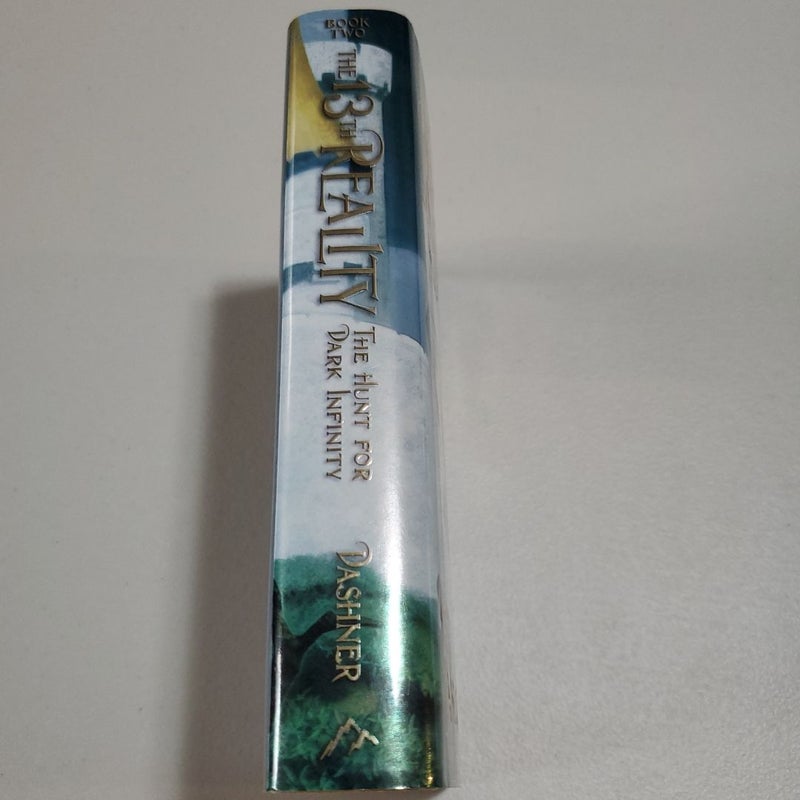 BOOK
TWO
THE 13TH REALITY
THE HUNT FOR
DARK INFINITY
DASHNER